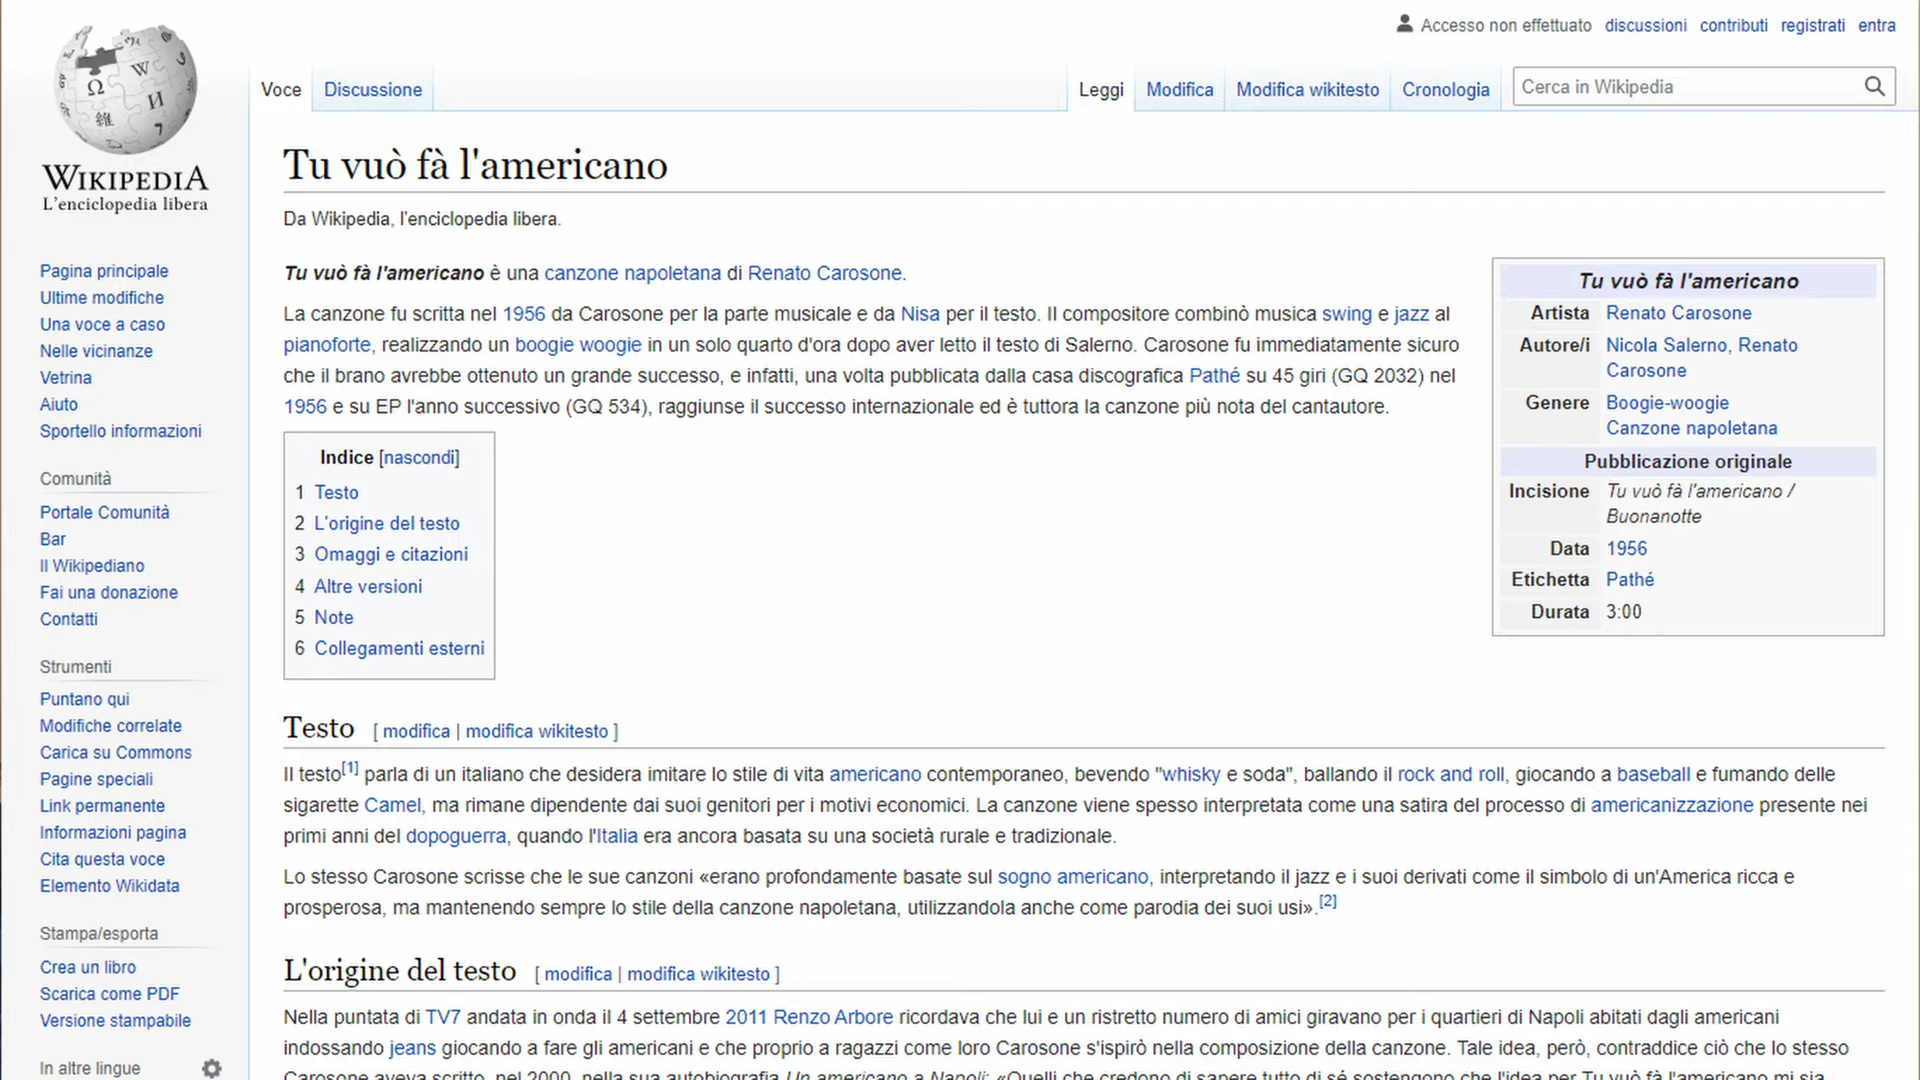 Accesso non effettuato discussioni contributi registrati entra
Voce Discussione Leggi Modifica Modifica wikitesto Cronologia Cerca in Wikipedia
WIKIPEDIA
L'enciclopedia libera
Pagina principale
Ultime modifiche
Una voce a caso
Nelle vicinanze
Vetrina
Aiuto
Sportello informazioni
Comunità
Portale Comunità
Bar
Il Wikipediano
Fai una donazione
Contatti
Strumenti
Puntano qui
Modifiche correlate
Carica su Commons
Pagine speciali
Link permanente
Informazioni pagina
Cita questa voce
Elemento Wikidata
Stampa/esporta
Crea un libro
Scarica come PDF
Versione stampabile
In altre lingue
Tu vuò fà l'americano
Da Wikipedia, l'enciclopedia libera.
Tu vuò fà l'americano è una canzone napoletana di Renato Carosone.
La canzone fu scritta nel 1956 da Carosone per la parte musicale e da Nisa per il testo. Il compositore combinò musica swing e jazz al
pianoforte, realizzando un boogie woogie in un solo quarto d'ora dopo aver letto il testo di Salerno. Carosone fu immediatamente sicuro
che il brano avrebbe ottenuto un grande successo, e infatti, una volta pubblicata dalla casa discografica Pathé su 45 giri (GQ 2032) nel
1956 e su EP l'anno successivo (GQ 534), raggiunse il successo internazionale ed è tuttora la canzone più nota del cantautore.
Tu vuò fà l'americano
Artista Renato Carosone
Autore/i Nicola Salerno, Renato
Carosone
Genere Boogie-woogie
Canzone napoletana
Pubblicazione originale
Incisione Tu vuò fà l'americano /
Buonanotte
Data 1956
Etichetta Pathé
Durata 3:00
Indice [nascondi]
1 Testo
2 L'origine del testo
3 Omaggi e citazioni
4 Altre versioni
5 Note
6 Collegamenti esterni
Testo [ modifica | modifica wikitesto ]
Il testo[1] parla di un italiano che desidera imitare lo stile di vita americano contemporaneo, bevendo "whisky e soda", ballando il rock and roll, giocando a baseball e fumando delle
sigarette Camel, ma rimane dipendente dai suoi genitori per i motivi economici. La canzone viene spesso interpretata come una satira del processo di americanizzazione presente nei
primi anni del dopoguerra, quando l'Italia era ancora basata su una società rurale e tradizionale.
Lo stesso Carosone scrisse che le sue canzoni «erano profondamente basate sul sogno americano, interpretando il jazz e i suoi derivati come il simbolo di un'America ricca e
prosperosa, ma mantenendo sempre lo stile della canzone napoletana, utilizzandola anche come parodia dei suoi usi».[2]
L'origine del testo [ modifica | modifica wikitesto ]
Nella puntata di TV7 andata in onda il 4 settembre 2011 Renzo Arbore ricordava che lui e un ristretto numero di amici giravano per i quartieri di Napoli abitati dagli americani
indossando jeans giocando a fare gli americani e che proprio a ragazzi come loro Carosone s'ispirò nella composizione della canzone. Tale idea, però, contraddice ciò che lo stesso
Carosone aveva scritto, nel 2000, nella sua autobiografia Un americano a Napoli: «Quelli che credono di sapere tutto di sé sostengono che l'idea per Tu vuò fà l'americano mi sia